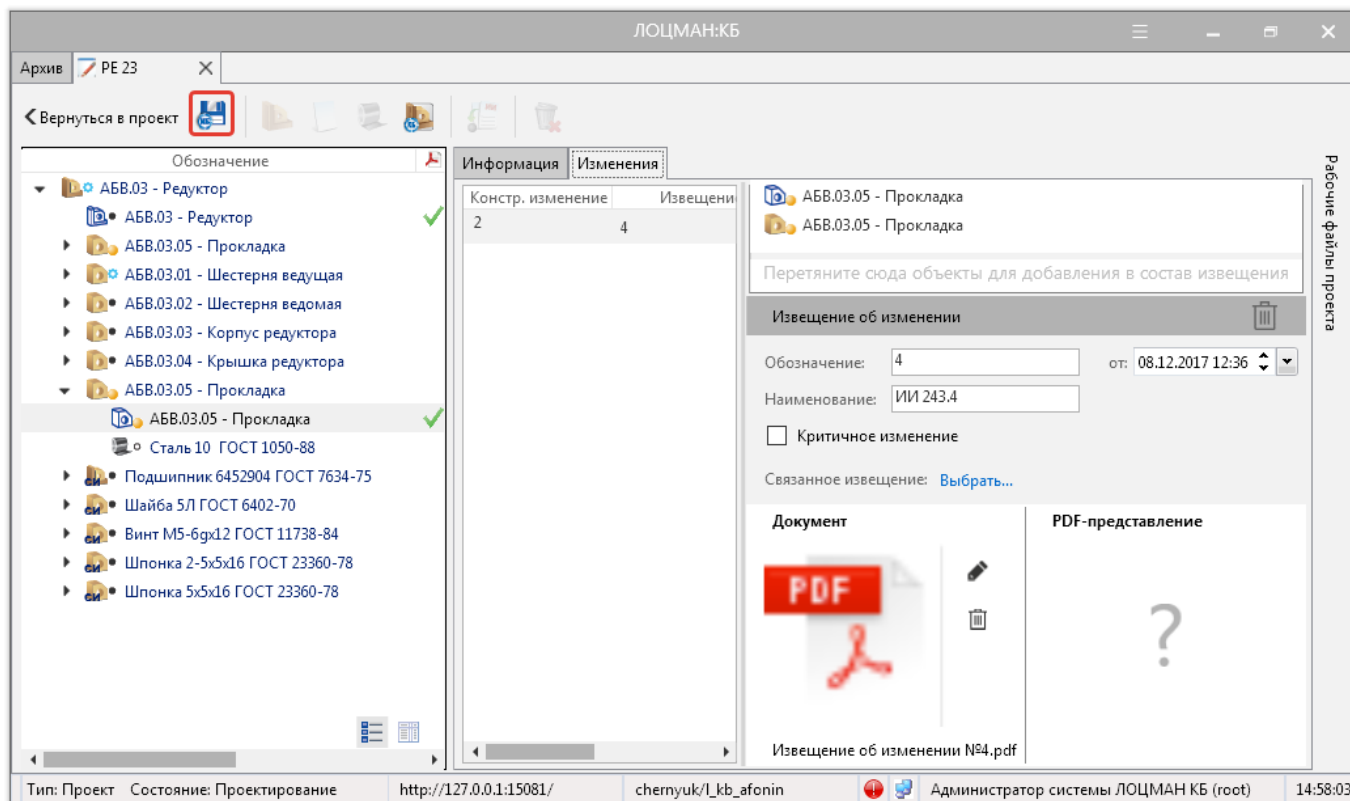 ЛОЦМАН:КБ
Архив
РЕ 23
Вернуться в проект
Обозначение
АБВ.03 - Редуктор
АБВ.03 - Редуктор
АБВ.03.05 - Прокладка
АБВ.03.01 - Шестерня ведущая
АБВ.03.02 - Шестерня ведомая
АБВ.03.03 - Корпус редуктора
АБВ.03.04 - Крышка редуктора
АБВ.03.05 - Прокладка
АБВ.03.05 - Прокладка
Сталь 10 ГОСТ 1050-88
СИ Подшипник 6452904 ГОСТ 7634-75
СИ Шайба 5Л ГОСТ 6402-70
СИ Винт М5-6gx12 ГОСТ 11738-84
СИ Шпонка 2-5x5x16 ГОСТ 23360-78
СИ Шпонка 5x5x16 ГОСТ 23360-78
Информация
Изменения
Констр. изменение
Извещени
2
4
АБВ.03.05 - Прокладка
АБВ.03.05 - Прокладка
Перетяните сюда объекты для добавления в состав извещения
Извещение об изменении
Обозначение: 4 от: 08.12.2017 12:36
Наименование: ИИ 243.4
Критичное изменение
Связанное извещение: Выбрать...
Документ
PDF-представление
PDF
?
Извещение об изменении №4.pdf
Рабочие файлы проекта
Тип: Проект Состояние: Проектирование http://127.0.0.1:15081/ chernyuk/l_kb_afonin Администратор системы ЛОЦМАН КБ (root) 14:58:03